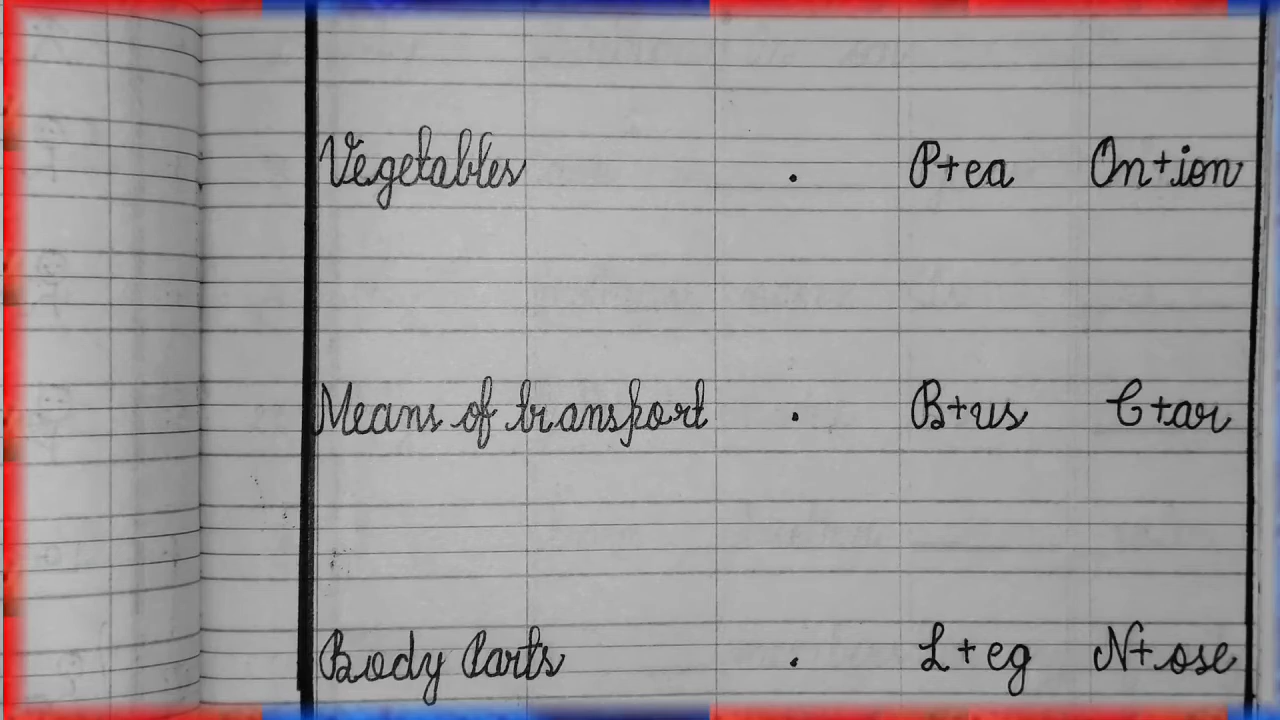 Vegetables . P+ea On+ion
Means of transport . B+us C+ar
Body Parts . L+eg N+ose